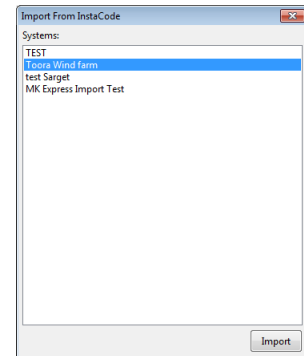 Import From InstaCode
Systems:
TEST
Toora Wind farm
test Sarget
MK Express Import Test
Import